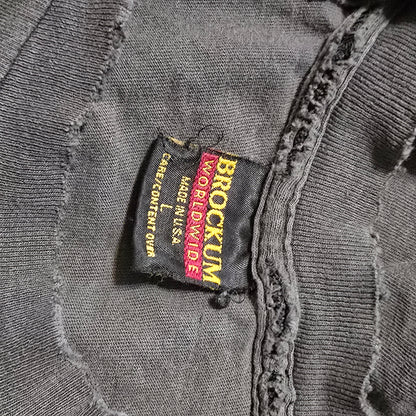 BROCKUM
WORLDWIDE
MADE IN U.S.A
L
CARE/CONTENT OVER